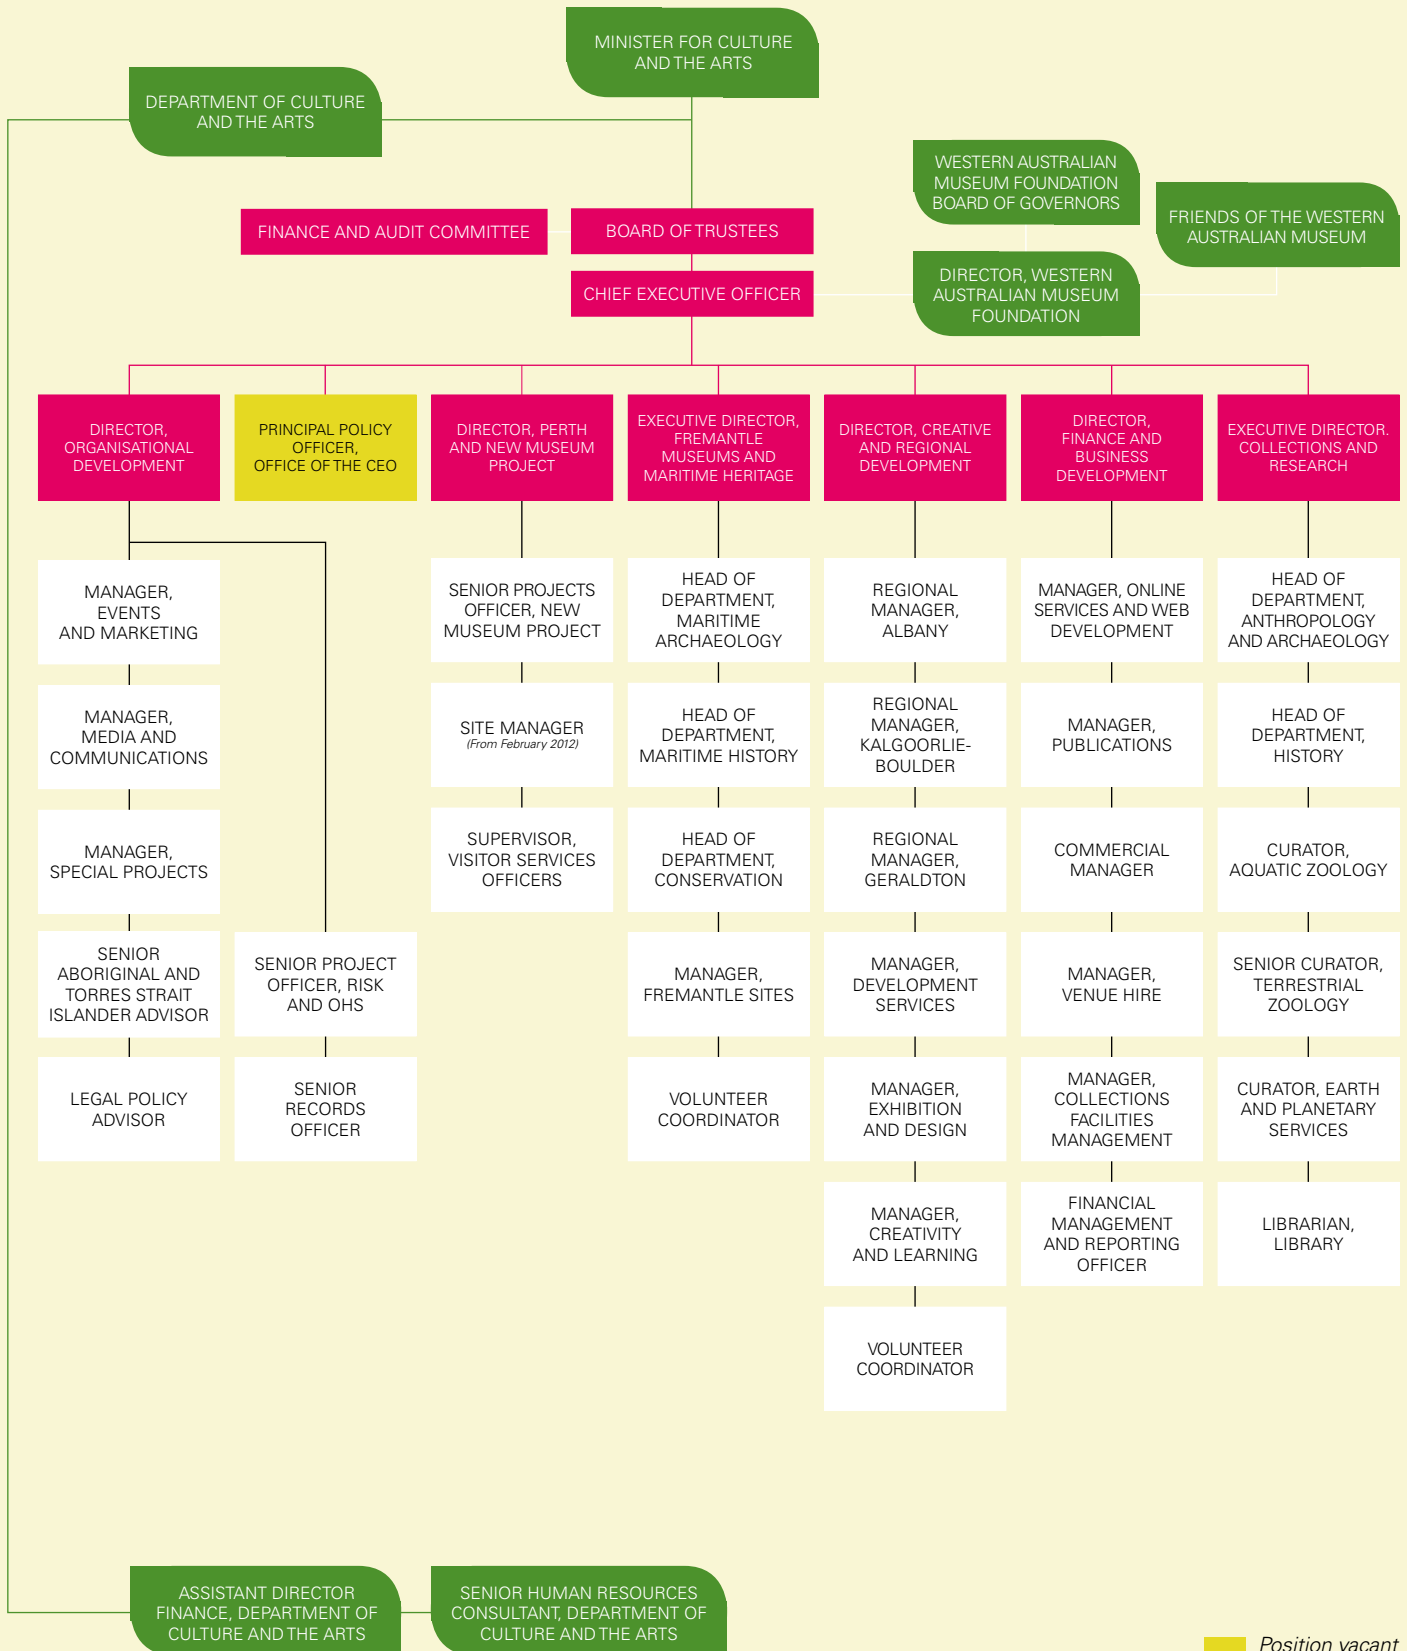 MINISTER FOR CULTURE
AND THE ARTS
DEPARTMENT OF CULTURE
AND THE ARTS
WESTERN AUSTRALIAN
MUSEUM FOUNDATION
BOARD OF GOVERNORS
FRIENDS OF THE WESTERN
AUSTRALIAN MUSEUM
FINANCE AND AUDIT COMMITTEE
BOARD OF TRUSTEES
CHIEF EXECUTIVE OFFICER
DIRECTOR, WESTERN
AUSTRALIAN MUSEUM
FOUNDATION
DIRECTOR,
ORGANISATIONAL
DEVELOPMENT
PRINCIPAL POLICY
OFFICER,
OFFICE OF THE CEO
DIRECTOR, PERTH
AND NEW MUSEUM
PROJECT
EXECUTIVE DIRECTOR,
FREMANTLE
MUSEUMS AND
MARITIME HERITAGE
DIRECTOR, CREATIVE
AND REGIONAL
DEVELOPMENT
DIRECTOR,
FINANCE AND
BUSINESS
DEVELOPMENT
EXECUTIVE DIRECTOR.
COLLECTIONS AND
RESEARCH
MANAGER,
EVENTS
AND MARKETING
SENIOR PROJECTS
OFFICER, NEW
MUSEUM PROJECT
HEAD OF
DEPARTMENT,
MARITIME
ARCHAEOLOGY
REGIONAL
MANAGER,
ALBANY
MANAGER, ONLINE
SERVICES AND WEB
DEVELOPMENT
HEAD OF
DEPARTMENT,
ANTHROPOLOGY
AND ARCHAEOLOGY
MANAGER,
MEDIA AND
COMMUNICATIONS
SITE MANAGER
(From February 2012)
HEAD OF
DEPARTMENT,
MARITIME HISTORY
REGIONAL
MANAGER,
KALGOORLIE-
BOULDER
MANAGER,
PUBLICATIONS
HEAD OF
DEPARTMENT,
HISTORY
MANAGER,
SPECIAL PROJECTS
SUPERVISOR,
VISITOR SERVICES
OFFICERS
HEAD OF
DEPARTMENT,
CONSERVATION
REGIONAL
MANAGER,
GERALDTON
COMMERCIAL
MANAGER
CURATOR,
AQUATIC ZOOLOGY
SENIOR
ABORIGINAL AND
TORRES STRAIT
ISLANDER ADVISOR
SENIOR PROJECT
OFFICER, RISK
AND OHS
MANAGER,
FREMANTLE SITES
MANAGER,
DEVELOPMENT
SERVICES
MANAGER,
VENUE HIRE
SENIOR CURATOR,
TERRESTRIAL
ZOOLOGY
LEGAL POLICY
ADVISOR
SENIOR
RECORDS
OFFICER
VOLUNTEER
COORDINATOR
MANAGER,
EXHIBITION
AND DESIGN
MANAGER,
COLLECTIONS
FACILITIES
MANAGEMENT
CURATOR, EARTH
AND PLANETARY
SERVICES
MANAGER,
CREATIVITY
AND LEARNING
FINANCIAL
MANAGEMENT
AND REPORTING
OFFICER
LIBRARIAN,
LIBRARY
VOLUNTEER
COORDINATOR
ASSISTANT DIRECTOR
FINANCE, DEPARTMENT OF
CULTURE AND THE ARTS
SENIOR HUMAN RESOURCES
CONSULTANT, DEPARTMENT OF
CULTURE AND THE ARTS
Position vacant